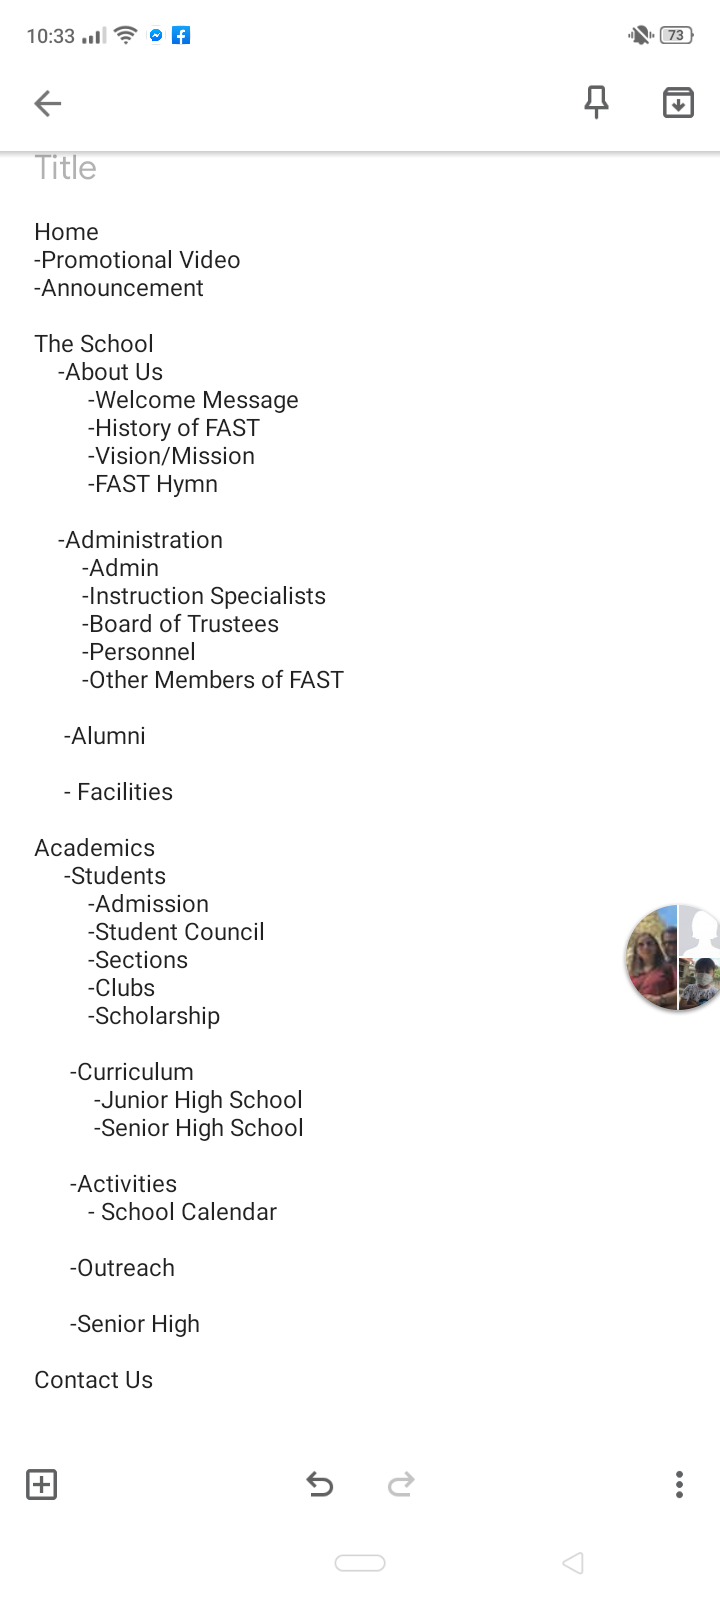 10:33
73
Title
Home
-Promotional Video
-Announcement
The School
-About Us
-Welcome Message
-History of FAST
-Vision/Mission
-FAST Hymn
-Administration
-Admin
-Instruction Specialists
-Board of Trustees
-Personnel
-Other Members of FAST
-Alumni
- Facilities
Academics
-Students
-Admission
-Student Council
-Sections
-Clubs
-Scholarship
-Curriculum
-Junior High School
-Senior High School
-Activities
- School Calendar
-Outreach
-Senior High
Contact Us